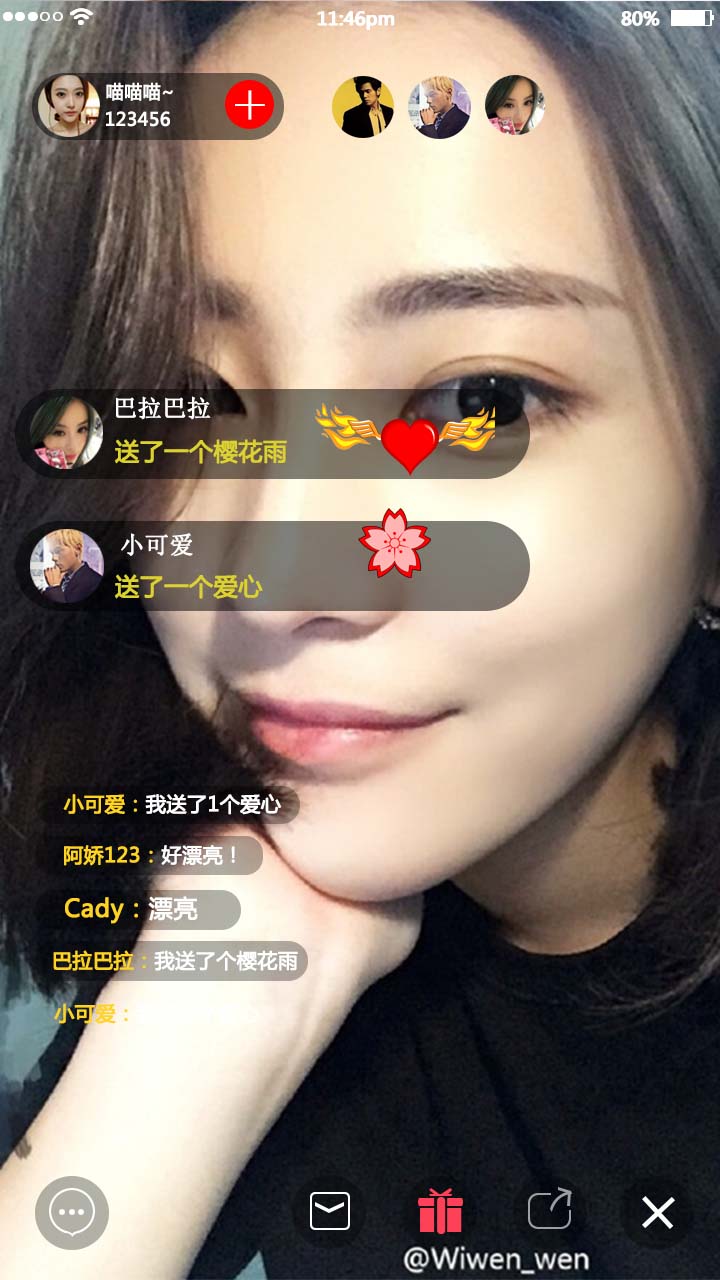 11:46pm
80%
喵喵喵~
123456
巴拉巴拉
送了一个樱花雨
小可爱
送了一个爱心
小可爱：我送了1个爱心
阿娇123：好漂亮！
Cady：漂亮
巴拉巴拉：我送了个樱花雨
小可爱：
@Wiwen_wen